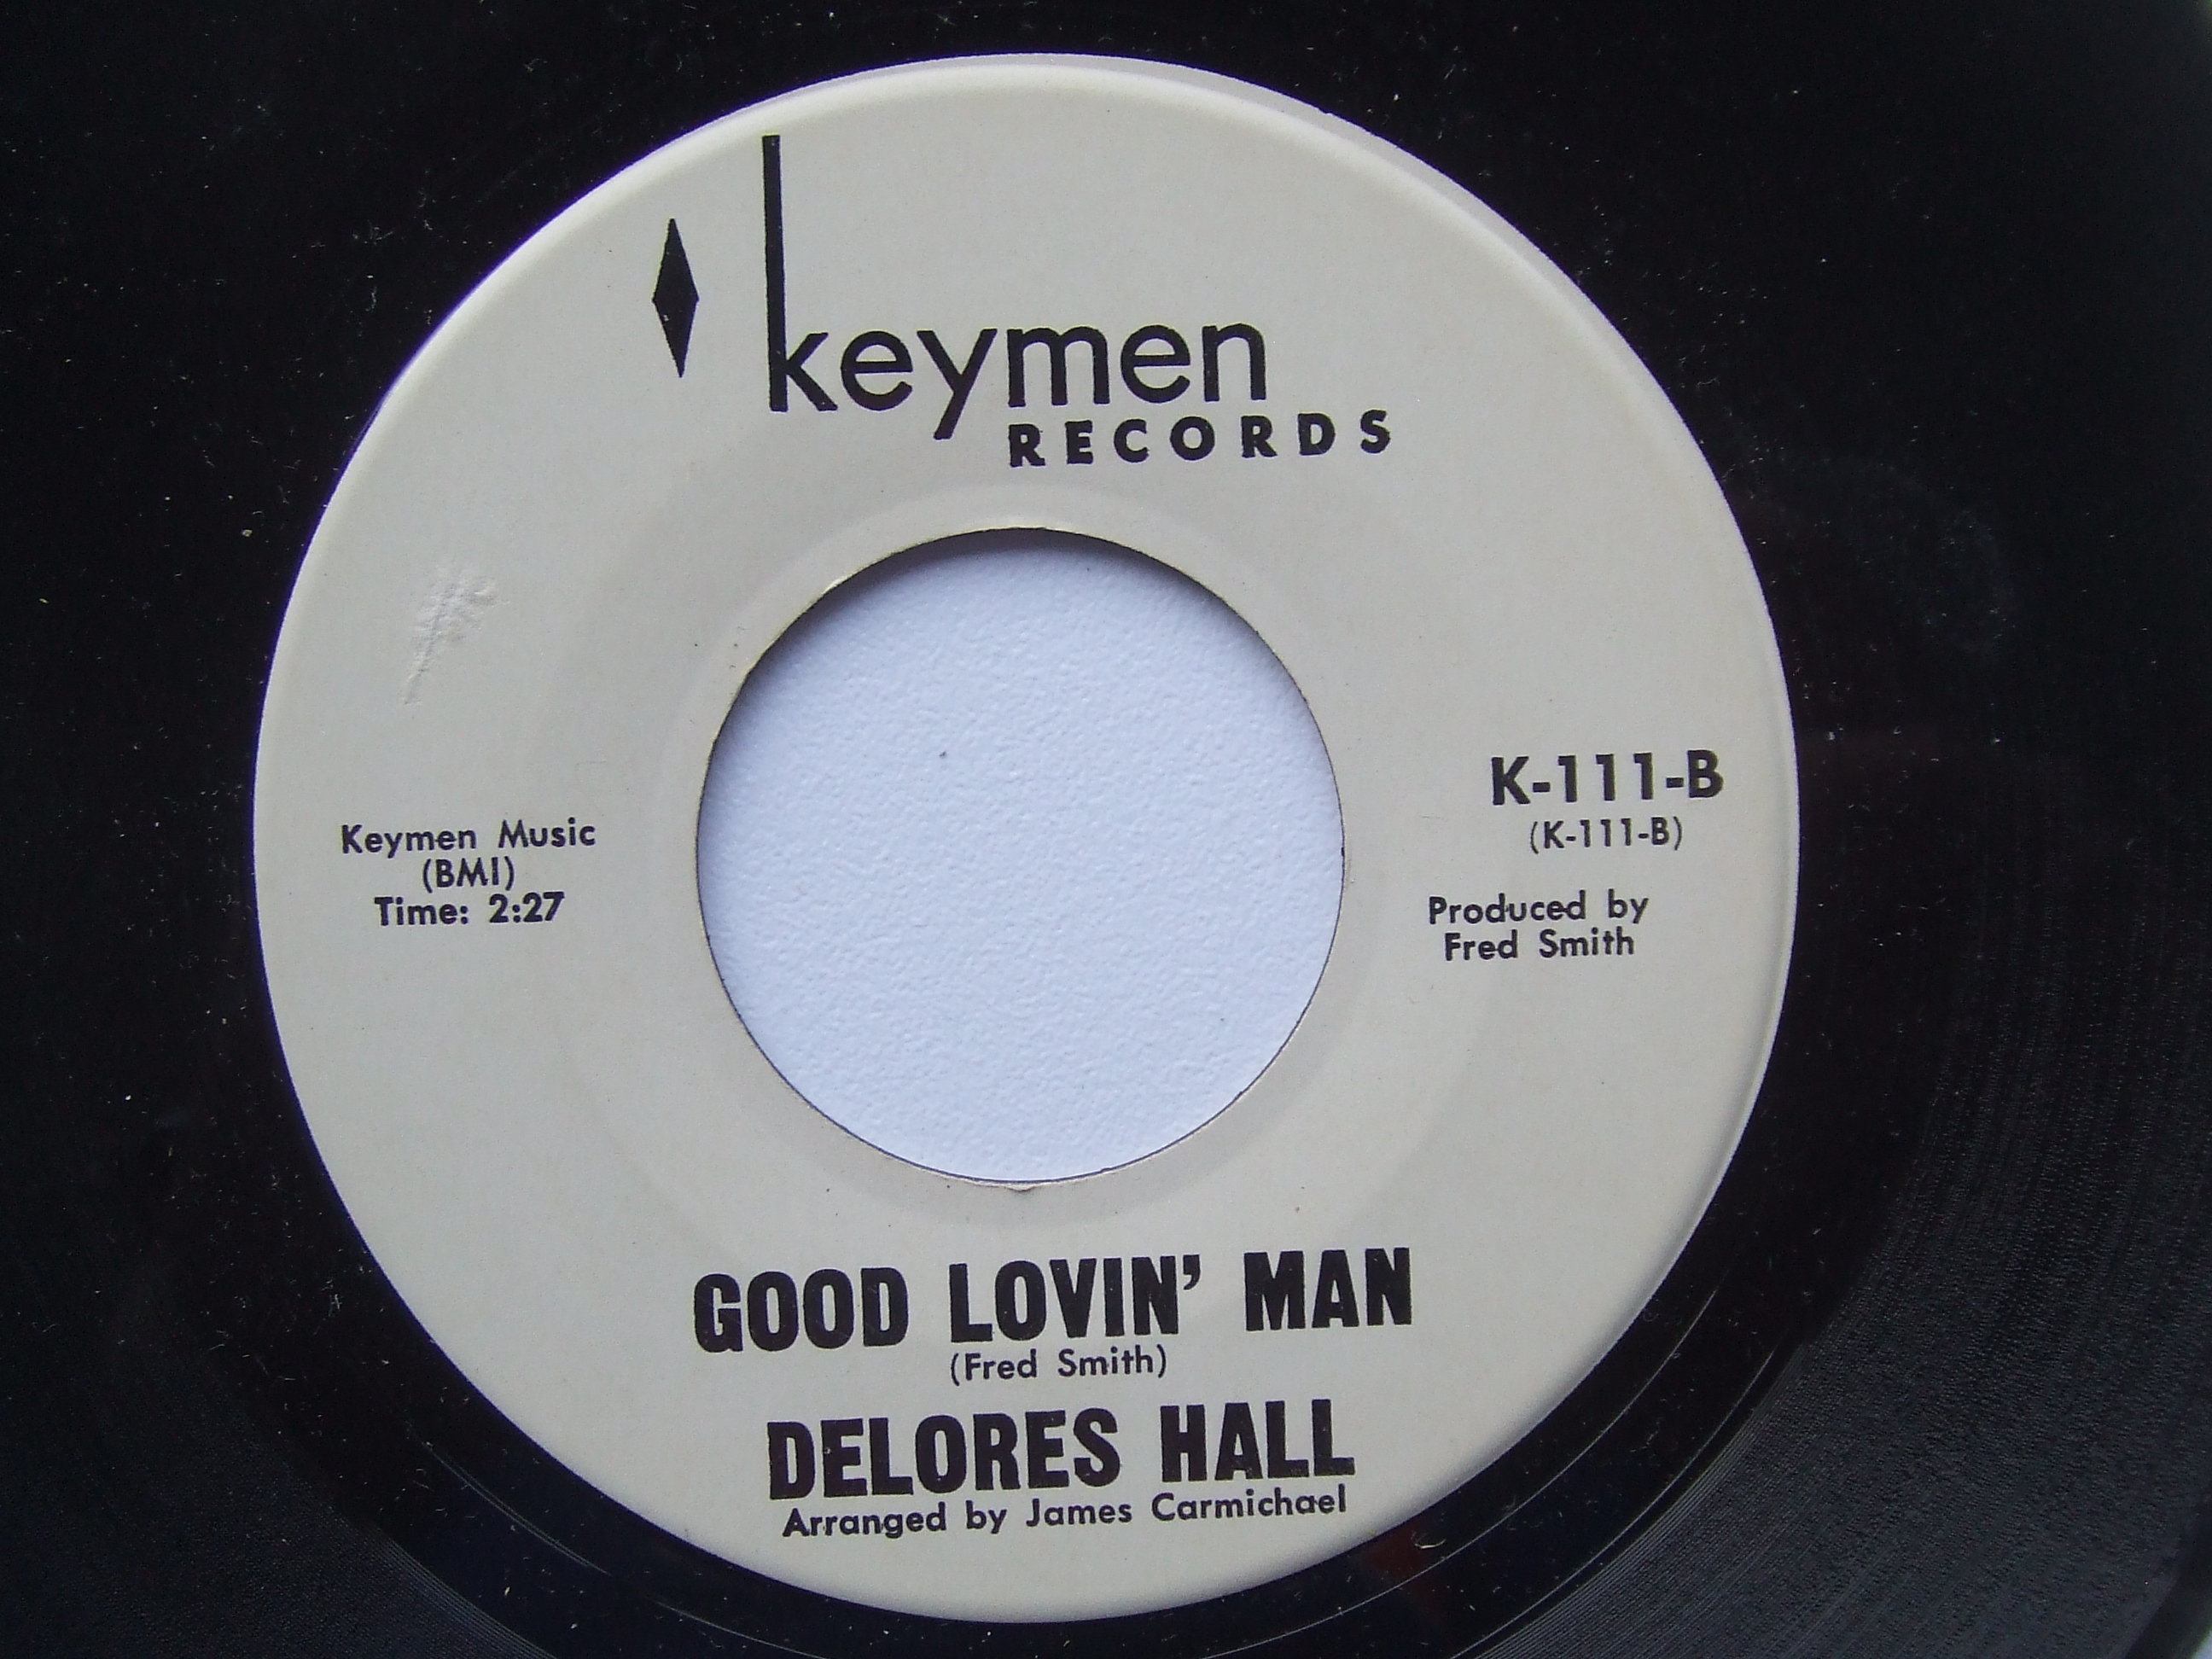 keymen
RECORDS
Keymen Music
(BMI)
Time: 2:27
K-111-B
(K-111-B)
Produced by
Fred Smith
GOOD LOVIN' MAN
(Fred Smith)
DELORES HALL
Arranged by James Carmichael